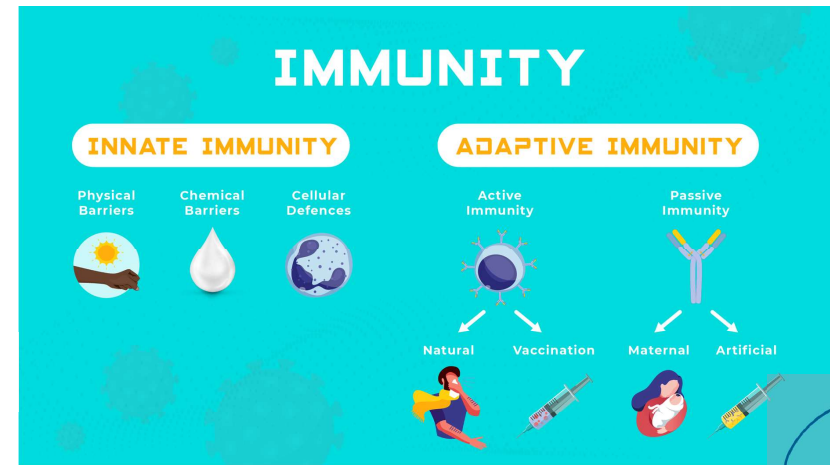 IMMUNITY
INNATE IMMUNITY
Physical
Barriers
Chemical
Barriers
Cellular
Defences
ADAPTIVE IMMUNITY
Active
Immunity
Passive
Immunity
Natural
Vaccination
Maternal
Artificial